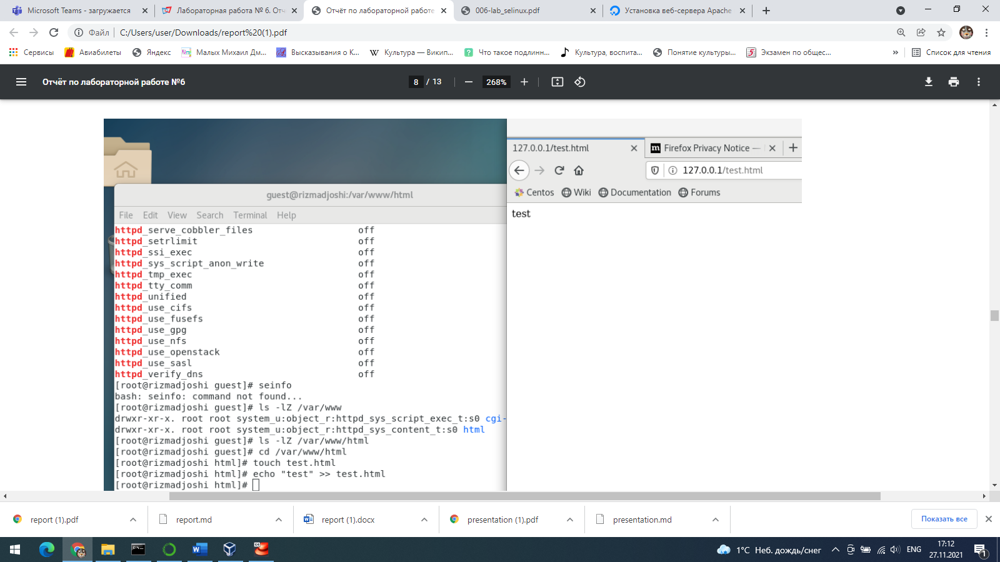 Microsoft Teams - загружается
Лабораторная работа № 6. Отч
Отчёт по лабораторной работе
006-lab_selinux.pdf
Установка веб-сервера Apache
Файл | C:/Users/user/Downloads/report%20(1).pdf
Сервисы
Авиабилеты
Яндекс
Малых Михаил Дм...
Высказывания о К...
Культура — Викип...
Что такое подлинн...
Культура, воспита...
Понятие культуры...
Экзамен по общес...
»
Список для чтения
Отчёт по лабораторной работе №6
8 / 13
268%
guest@rizmadjoshi:/var/www/html
File Edit View Search Terminal Help
httpd_serve_cobbler_files off
httpd_setrlimit off
httpd_ssi_exec off
httpd_sys_script_anon_write off
httpd_tmp_exec off
httpd_tty_comm off
httpd_unified off
httpd_use_cifs off
httpd_use_fusefs off
httpd_use_gpg off
httpd_use_nfs off
httpd_use_openstack off
httpd_use_sasl off
httpd_verify_dns off
[root@rizmadjoshi guest]# seinfo
bash: seinfo: command not found...
[root@rizmadjoshi guest]# ls -lZ /var/www
drwxr-xr-x. root root system_u:object_r:httpd_sys_script_exec_t:s0 cgi-
drwxr-xr-x. root root system_u:object_r:httpd_sys_content_t:s0 html
[root@rizmadjoshi guest]# ls -lZ /var/www/html
[root@rizmadjoshi guest]# cd /var/www/html
[root@rizmadjoshi html]# touch test.html
[root@rizmadjoshi html]# echo "test" >> test.html
[root@rizmadjoshi html]#
127.0.0.1/test.html
Firefox Privacy Notice —
127.0.0.1/test.html
Centos Wiki Documentation Forums
test
report (1).pdf
report.md
report (1).docx
presentation (1).pdf
presentation.md
Показать все
1°C Неб. дождь/снег
ENG
17:12
27.11.2021
1